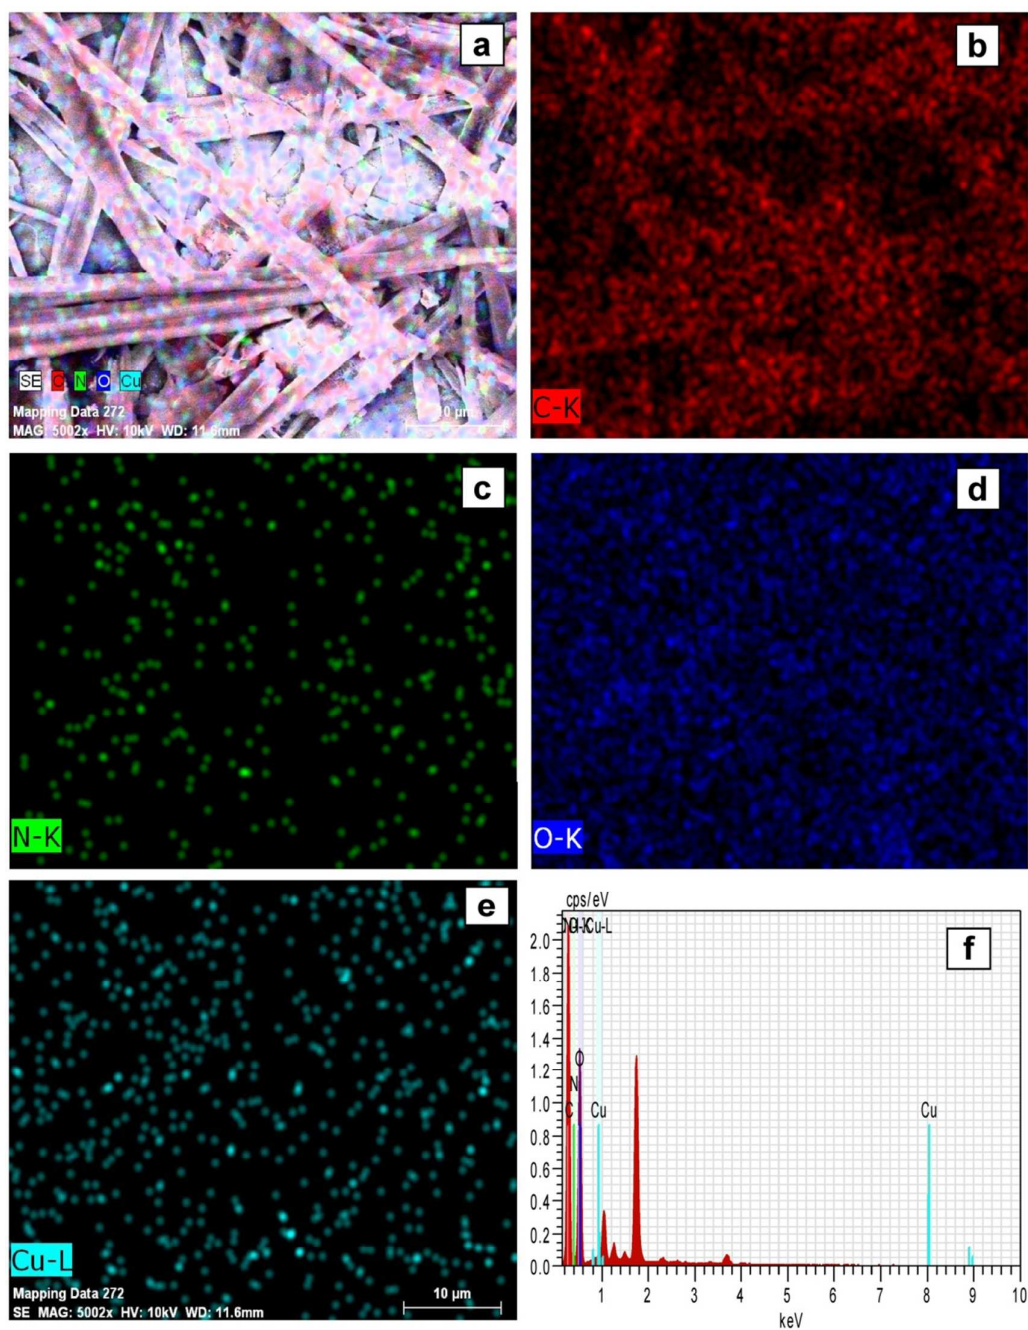 a
b
SE C N O Cu
Mapping Data 272
10 µm
MAG: 5002x HV: 10kV WD: 11.6mm
C-K
c
d
N-K
O-K
e
Cu-L
Mapping Data 272
SE MAG: 5002x HV: 10kV WD: 11.6mm
10 µm
cps/eV
Cu-L
f
2.0
1.8
1.6
1.4
1.2
1.0
0.8
0.6
0.4
0.2
0.0
O
N
C Cu Cu
1 2 3 4 5 6 7 8 9 10
keV